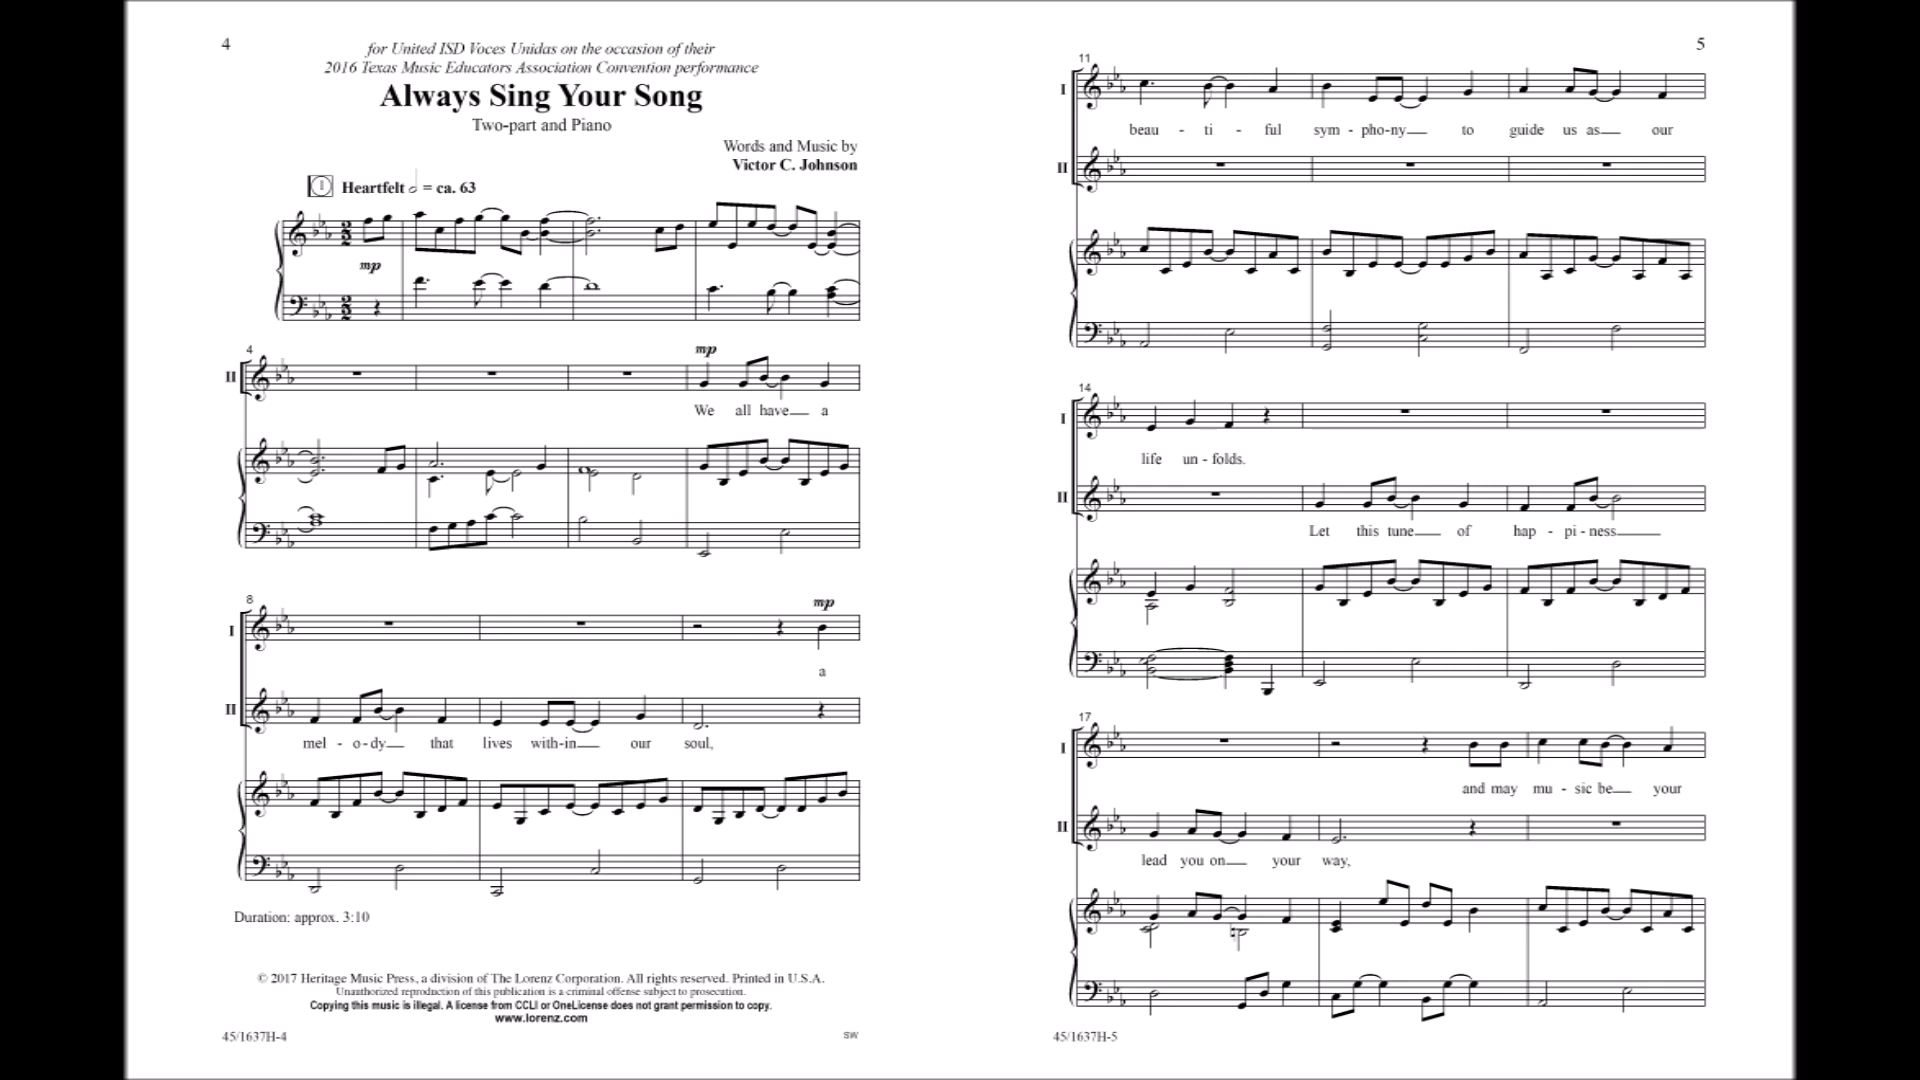 4
for United ISD Voces Unidas on the occasion of their
2016 Texas Music Educators Association Convention performance
Always Sing Your Song
Two-part and Piano
Words and Music by
Victor C. Johnson
1
Heartfelt 𝅗𝅥 = ca. 63
mp
4
mp
II
We all have a
8
mp
I
a
II
mel - o - dy that lives with-in our soul,
Duration: approx. 3:10
© 2017 Heritage Music Press, a division of The Lorenz Corporation. All rights reserved. Printed in U.S.A.
Unauthorized reproduction of this publication is a criminal offense subject to prosecution.
Copying this music is illegal. A license from CCLI or OneLicense does not grant permission to copy.
www.lorenz.com
45/1637H-4
SW
5
11
I
beau - ti - ful sym - pho-ny to guide us as our
II
14
I
life un - folds.
II
Let this tune of hap - pi - ness
17
I
and may mu - sic be your
II
lead you on your way,
45/1637H-5